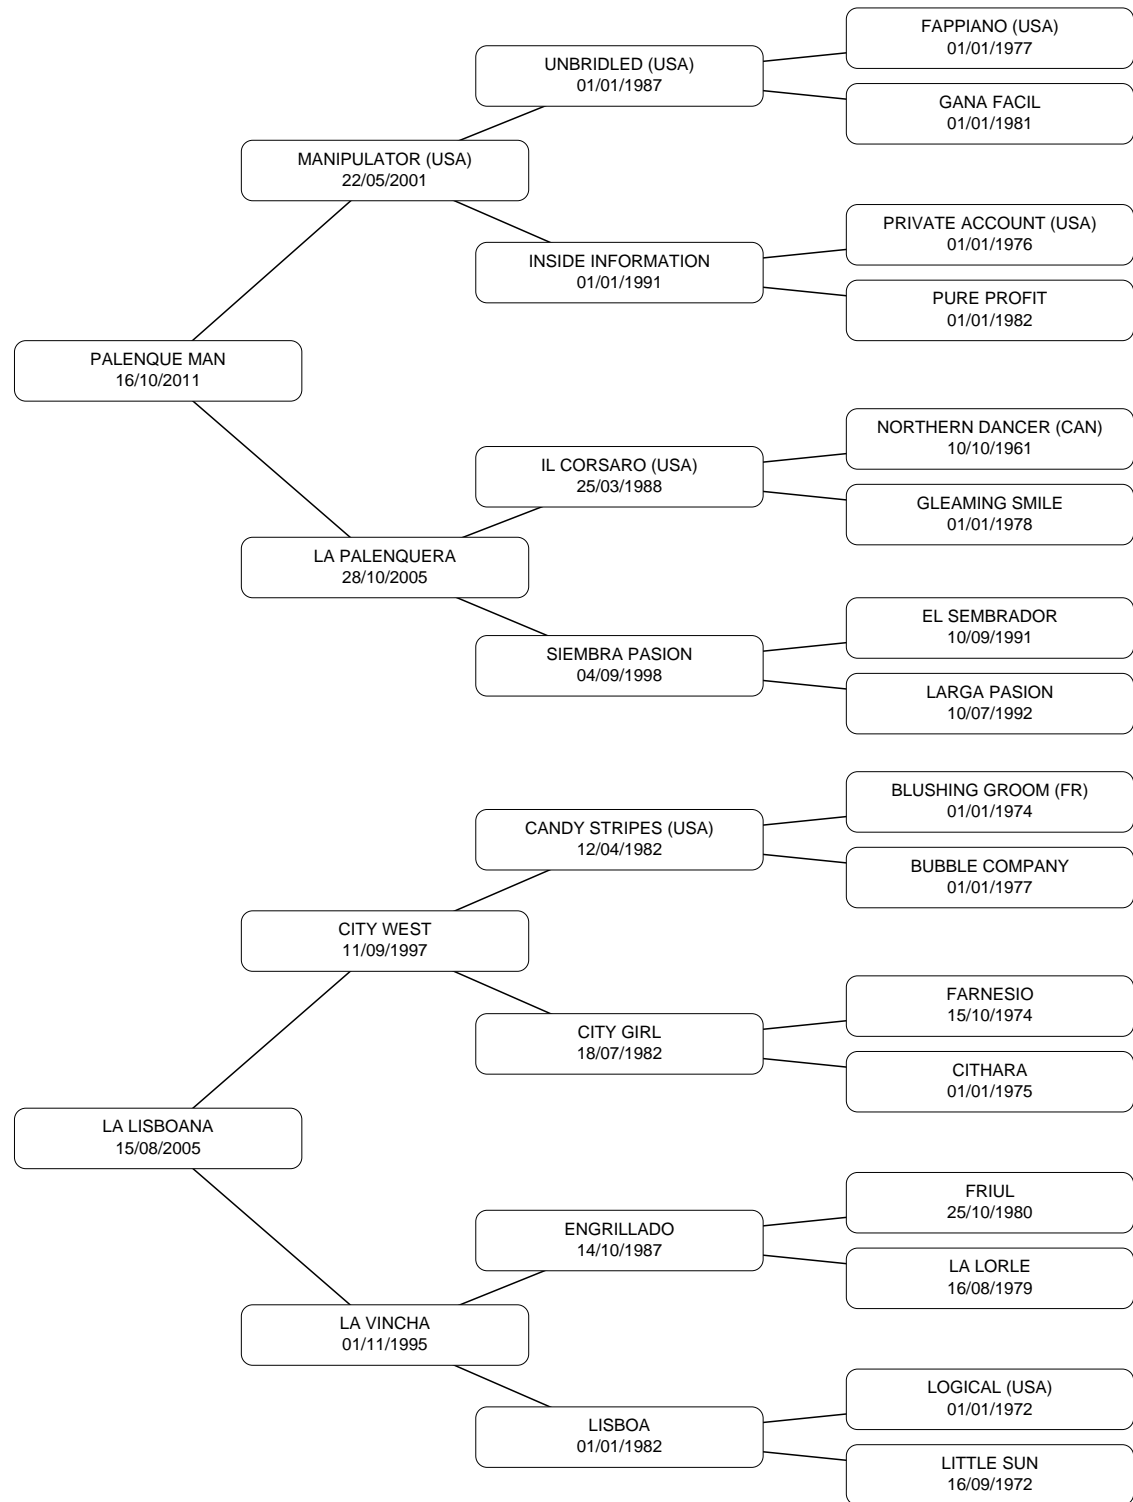 FAPPIANO (USA)
01/01/1977
UNBRIDLED (USA)
01/01/1987
GANA FACIL
01/01/1981
MANIPULATOR (USA)
22/05/2001
PRIVATE ACCOUNT (USA)
01/01/1976
INSIDE INFORMATION
01/01/1991
PURE PROFIT
01/01/1982
PALENQUE MAN
16/10/2011
NORTHERN DANCER (CAN)
10/10/1961
IL CORSARO (USA)
25/03/1988
GLEAMING SMILE
01/01/1978
LA PALENQUERA
28/10/2005
EL SEMBRADOR
10/09/1991
SIEMBRA PASION
04/09/1998
LARGA PASION
10/07/1992
BLUSHING GROOM (FR)
01/01/1974
CANDY STRIPES (USA)
12/04/1982
BUBBLE COMPANY
01/01/1977
CITY WEST
11/09/1997
FARNESIO
15/10/1974
CITY GIRL
18/07/1982
CITHARA
01/01/1975
LA LISBOANA
15/08/2005
FRIUL
25/10/1980
ENGRILLADO
14/10/1987
LA LORLE
16/08/1979
LA VINCHA
01/11/1995
LOGICAL (USA)
01/01/1972
LISBOA
01/01/1982
LITTLE SUN
16/09/1972